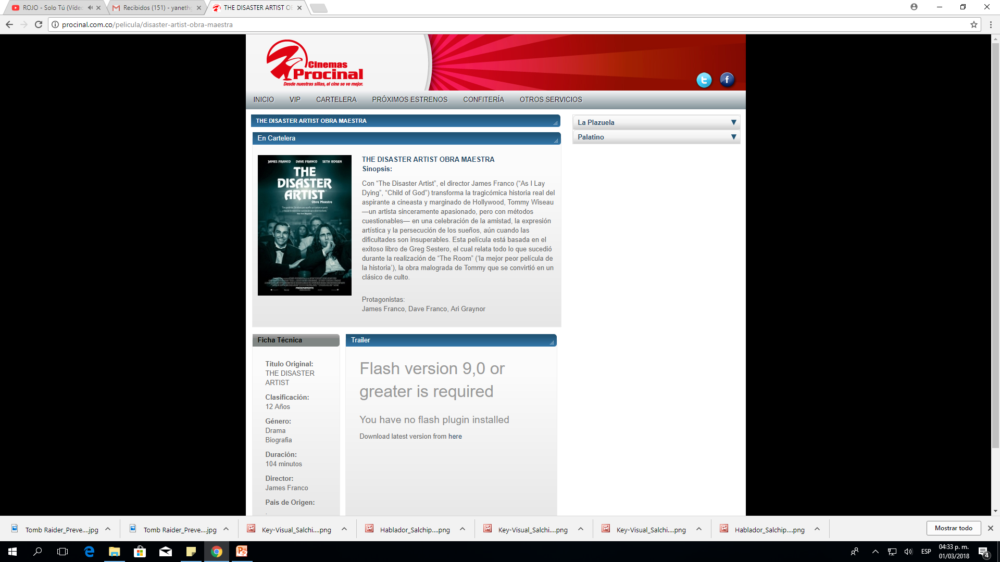 ROJO - Solo Tú (Víde
Recibidos (151) - yaneth
THE DISASTER ARTIST O
procinal.com.co/pelicula/disaster-artist-obra-maestra
Cinemas
Procinal
Desde nuestras sillas, el cine se ve mejor.
INICIO VIP CARTELERA PRÓXIMOS ESTRENOS CONFITERÍA OTROS SERVICIOS
THE DISASTER ARTIST OBRA MAESTRA
La Plazuela
Palatino
En Cartelera
JAMES FRANCO DAVE FRANCO SETH ROGEN
THE
DISASTER
ARTIST
Obra Maestra
PRÓXIMAMENTE
THE DISASTER ARTIST OBRA MAESTRA
Sinopsis:
Con “The Disaster Artist”, el director James Franco (“As I Lay
Dying”, “Child of God”) transforma la tragicómica historia real del
aspirante a cineasta y marginado de Hollywood, Tommy Wiseau
—un artista sinceramente apasionado, pero con métodos
cuestionables— en una celebración de la amistad, la expresión
artística y la persecución de los sueños, aún cuando las
dificultades son insuperables. Esta película está basada en el
exitoso libro de Greg Sestero, el cual relata todo lo que sucedió
durante la realización de “The Room” (‘la mejor peor película de
la historia’), la obra malograda de Tommy que se convirtió en un
clásico de culto.
Protagonistas:
James Franco, Dave Franco, Ari Graynor
Ficha Técnica
Título Original:
THE DISASTER
ARTIST
Clasificación:
12 Años
Género:
Drama
Biografia
Duración:
104 minutos
Director:
James Franco
Pais de Origen:
Trailer
Flash version 9,0 or
greater is required
You have no flash plugin installed
Download latest version from here
Tomb Raider_Preve....jpg
Tomb Raider_Preve....jpg
Key-Visual_Salchi....png
Hablador_Salchip....png
Key-Visual_Salchi....png
Key-Visual_Salchi....png
Hablador_Salchip....png
Mostrar todo
ESP
04:33 p. m.
01/03/2018
4